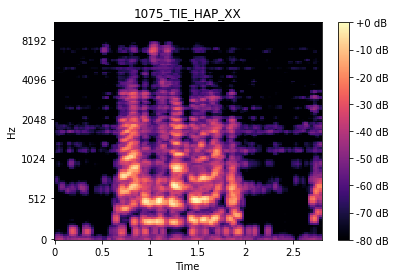 1075_TIE_HAP_XX
Hz
8192
4096
2048
1024
512
0
0
0.5
1
1.5
2
2.5
Time
+0 dB
-10 dB
-20 dB
-30 dB
-40 dB
-50 dB
-60 dB
-70 dB
-80 dB